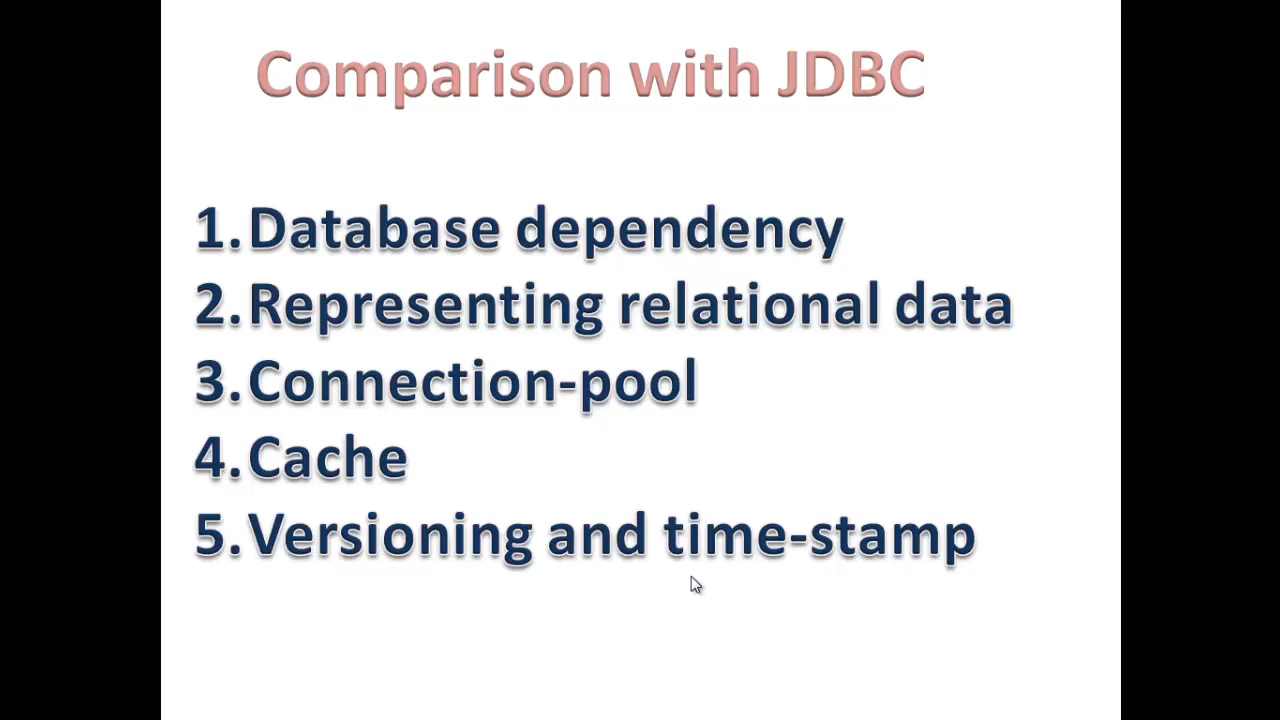 Comparison with JDBC
1. Database dependency
2. Representing relational data
3. Connection-pool
4. Cache
5. Versioning and time-stamp